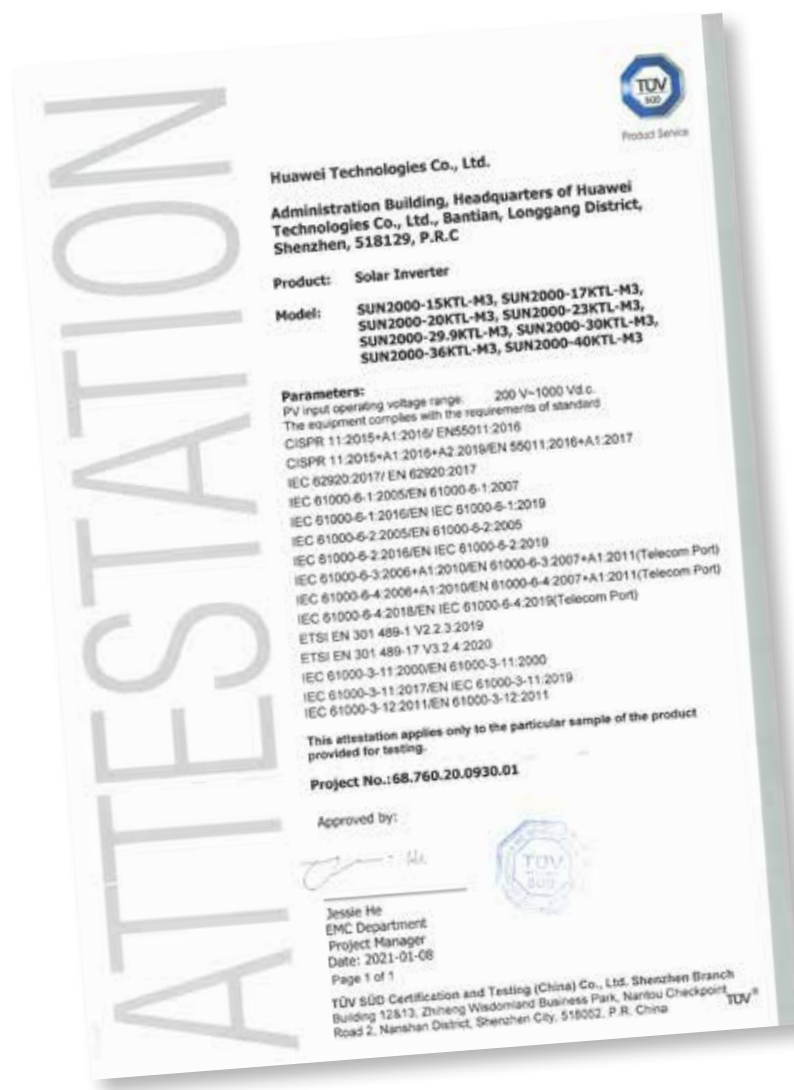 ATTESTATION
TÜV
SÜD
Product Service
Huawei Technologies Co., Ltd.
Administration Building, Headquarters of Huawei
Technologies Co., Ltd., Bantian, Longgang District,
Shenzhen, 518129, P.R.C
Product: Solar Inverter
Model: SUN2000-15KTL-M3, SUN2000-17KTL-M3,
SUN2000-20KTL-M3, SUN2000-23KTL-M3,
SUN2000-29.9KTL-M3, SUN2000-30KTL-M3,
SUN2000-36KTL-M3, SUN2000-40KTL-M3
Parameters:
PV input operating voltage range: 200 V~1000 Vd.c.
The equipment complies with the requirements of standard
CISPR 11:2015+A1:2016/ EN55011:2016
CISPR 11:2015+A1:2016+A2:2019/EN 55011:2016+A1:2017
IEC 62920:2017/ EN 62920:2017
IEC 61000-6-1:2005/EN 61000-6-1:2007
IEC 61000-6-1:2016/EN IEC 61000-6-1:2019
IEC 61000-6-2:2005/EN 61000-6-2:2005
IEC 61000-6-2:2016/EN IEC 61000-6-2:2019
IEC 61000-6-3:2006+A1:2010/EN 61000-6-3:2007+A1:2011(Telecom Port)
IEC 61000-6-4:2006+A1:2010/EN 61000-6-4:2007+A1:2011(Telecom Port)
IEC 61000-6-4:2018/EN IEC 61000-6-4:2019(Telecom Port)
ETSI EN 301 489-1 V2.2.3:2019
ETSI EN 301 489-17 V3.2.4:2020
IEC 61000-3-11:2000/EN 61000-3-11:2000
IEC 61000-3-11:2017/EN IEC 61000-3-11:2019
IEC 61000-3-12:2011/EN 61000-3-12:2011
This attestation applies only to the particular sample of the product
provided for testing.
Project No.:68.760.20.0930.01
Approved by:
TÜV
SÜD
Jessie He
EMC Department
Project Manager
Date: 2021-01-08
Page 1 of 1
TÜV SÜD Certification and Testing (China) Co., Ltd. Shenzhen Branch
Building 12&13, Zhiheng Wisdomland Business Park, Nantou Checkpoint
Road 2, Nanshan District, Shenzhen City, 518052, P.R. China
TÜV®